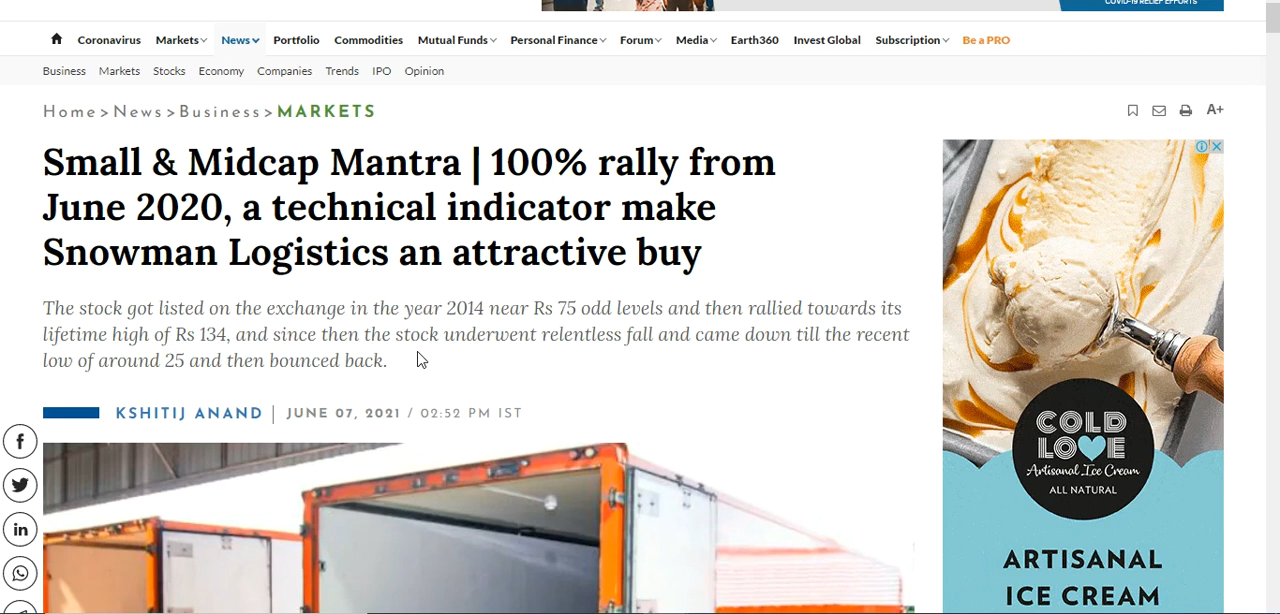 COVID-19 RELIEF EFFORTS
Coronavirus Markets News Portfolio Commodities Mutual Funds Personal Finance Forum Media Earth360 Invest Global Subscription Be a PRO
Business Markets Stocks Economy Companies Trends IPO Opinion
Home > News > Business > MARKETS
A+
Small & Midcap Mantra | 100% rally from
June 2020, a technical indicator make
Snowman Logistics an attractive buy
The stock got listed on the exchange in the year 2014 near Rs 75 odd levels and then rallied towards its
lifetime high of Rs 134, and since then the stock underwent relentless fall and came down till the recent
low of around 25 and then bounced back.
KSHITIJ ANAND | JUNE 07, 2021 / 02:52 PM IST
COLD
LOVE
Artisanal Ice Cream
ALL NATURAL
ARTISANAL
ICE CREAM